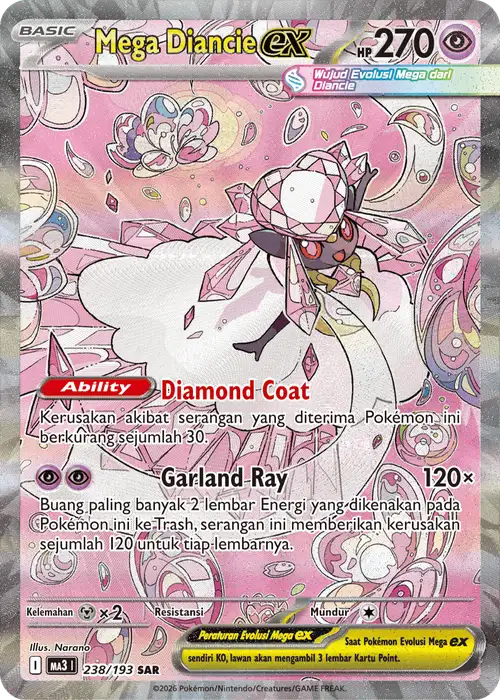 BASIC
Mega Diancie ex HP 270
Wujud Evolusi Mega dari
Diancie
Ability Diamond Coat
Kerusakan akibat serangan yang diterima Pokémon ini
berkurang sejumlah 30.
Garland Ray 120×
Buang paling banyak 2 lembar Energi yang dikenakan pada
Pokémon ini ke Trash, serangan ini memberikan kerusakan
sejumlah 120 untuk tiap lembarnya.
Kelemahan ×2 Resistansi Mundur
Illus. Narano
Peraturan Evolusi Mega ex Saat Pokémon Evolusi Mega ex
sendiri KO, lawan akan mengambil 3 lembar Kartu Point.
I MA3 I 238/193 SAR
©2026 Pokémon/Nintendo/Creatures/GAME FREAK.